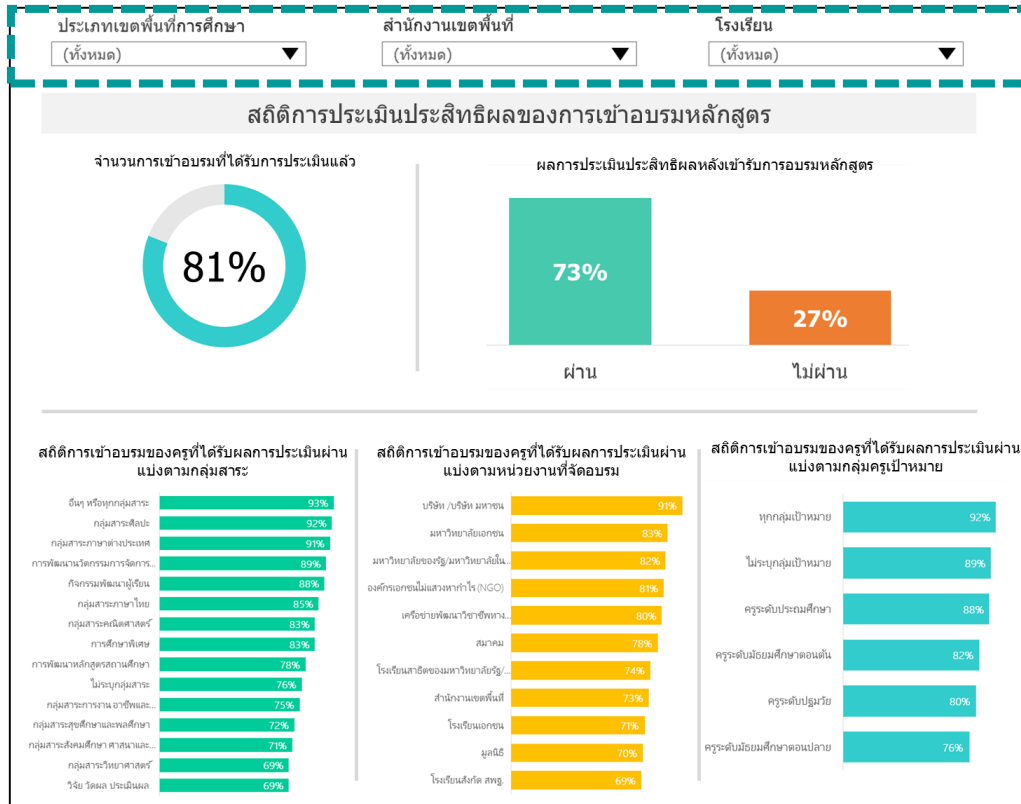 ประเภทเขตพื้นที่การศึกษา
สำนักงานเขตพื้นที่
โรงเรียน
(ทั้งหมด)
(ทั้งหมด)
(ทั้งหมด)
สถิติการประเมินประสิทธิผลของการเข้าอบรมหลักสูตร
จำนวนการเข้าอบรมที่ได้รับการประเมินแล้ว
81%
ผลการประเมินประสิทธิผลหลังเข้ารับการอบรมหลักสูตร
73%
27%
ผ่าน
ไม่ผ่าน
สถิติการเข้าอบรมของครูที่ได้รับผลการประเมินผ่าน
แบ่งตามกลุ่มสาระ
อื่นๆ หรือทุกกลุ่มสาระ 93%
กลุ่มสาระศิลปะ 92%
กลุ่มสาระภาษาต่างประเทศ 91%
การพัฒนานวัตกรรมการจัดการ... 89%
กิจกรรมพัฒนาผู้เรียน 88%
กลุ่มสาระภาษาไทย 85%
กลุ่มสาระคณิตศาสตร์ 83%
การศึกษาพิเศษ 83%
การพัฒนาหลักสูตรสถานศึกษา 78%
ไม่ระบุกลุ่มสาระ 76%
กลุ่มสาระการงาน อาชีพและ... 75%
กลุ่มสาระสุขศึกษาและพลศึกษา 72%
กลุ่มสาระสังคมศึกษา ศาสนาและ... 71%
กลุ่มสาระวิทยาศาสตร์ 69%
วิจัย วัดผล ประเมินผล 69%
สถิติการเข้าอบรมของครูที่ได้รับผลการประเมินผ่าน
แบ่งตามหน่วยงานที่จัดอบรม
บริษัท /บริษัท มหาชน 91%
มหาวิทยาลัยเอกชน 83%
มหาวิทยาลัยของรัฐ/มหาวิทยาลัยใน... 82%
องค์กรเอกชนไม่แสวงหากำไร (NGO) 81%
เครือข่ายพัฒนาวิชาชีพทาง... 80%
สมาคม 78%
โรงเรียนสาธิตของมหาวิทยาลัยรัฐ/... 74%
สำนักงานเขตพื้นที่ 73%
โรงเรียนเอกชน 71%
มูลนิธิ 70%
โรงเรียนสังกัด สพฐ. 69%
สถิติการเข้าอบรมของครูที่ได้รับผลการประเมินผ่าน
แบ่งตามกลุ่มครูเป้าหมาย
ทุกกลุ่มเป้าหมาย 92%
ไม่ระบุกลุ่มเป้าหมาย 89%
ครูระดับประถมศึกษา 88%
ครูระดับมัธยมศึกษาตอนต้น 82%
ครูระดับปฐมวัย 80%
ครูระดับมัธยมศึกษาตอนปลาย 76%